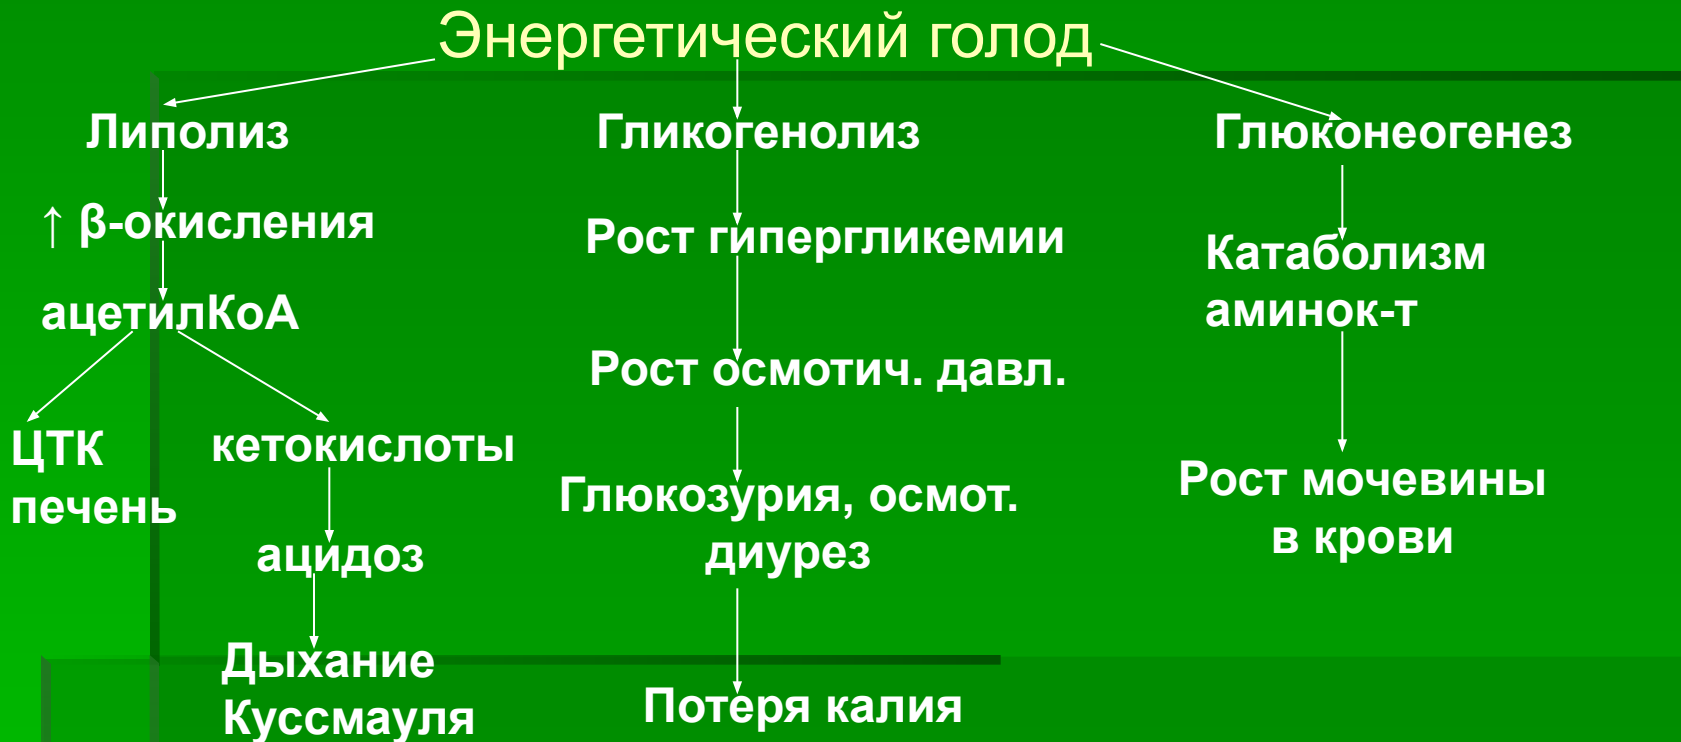 Энергетический голод
Липолиз
Гликогенолиз
Глюконеогенез
↑ β-окисления
Рост гипергликемии
Катаболизм
аминок-т
ацетилКоА
Рост осмотич. давл.
ЦТК
печень
кетокислоты
Глюкозурия, осмот.
диурез
Рост мочевины
в крови
ацидоз
Дыхание
Куссмауля
Потеря калия